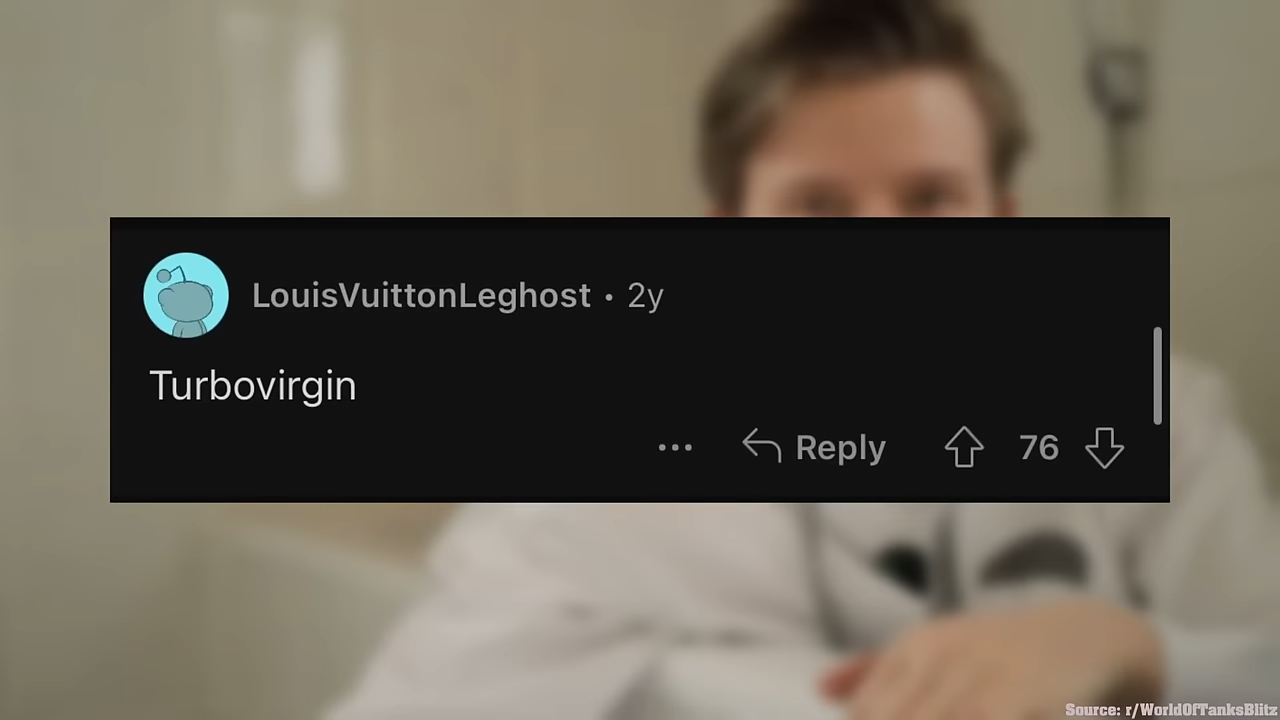 LouisVuittonLeghost • 2y
Turbovirgin
... Reply 76
Source: r/WorldOfTanksBlitz